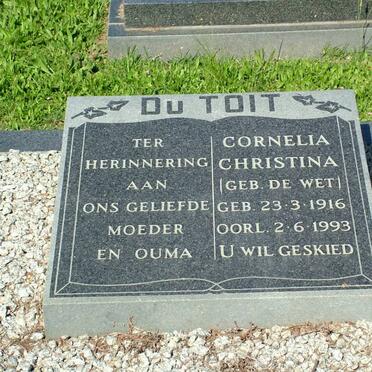 DU TOIT
TER
HERINNERING
AAN
ONS GELIEFDE
MOEDER
EN OUMA
CORNELIA
CHRISTINA
(GEB. DE WET)
GEB. 23·3·1916
OORL. 2·6·1993
U WIL GESKIED